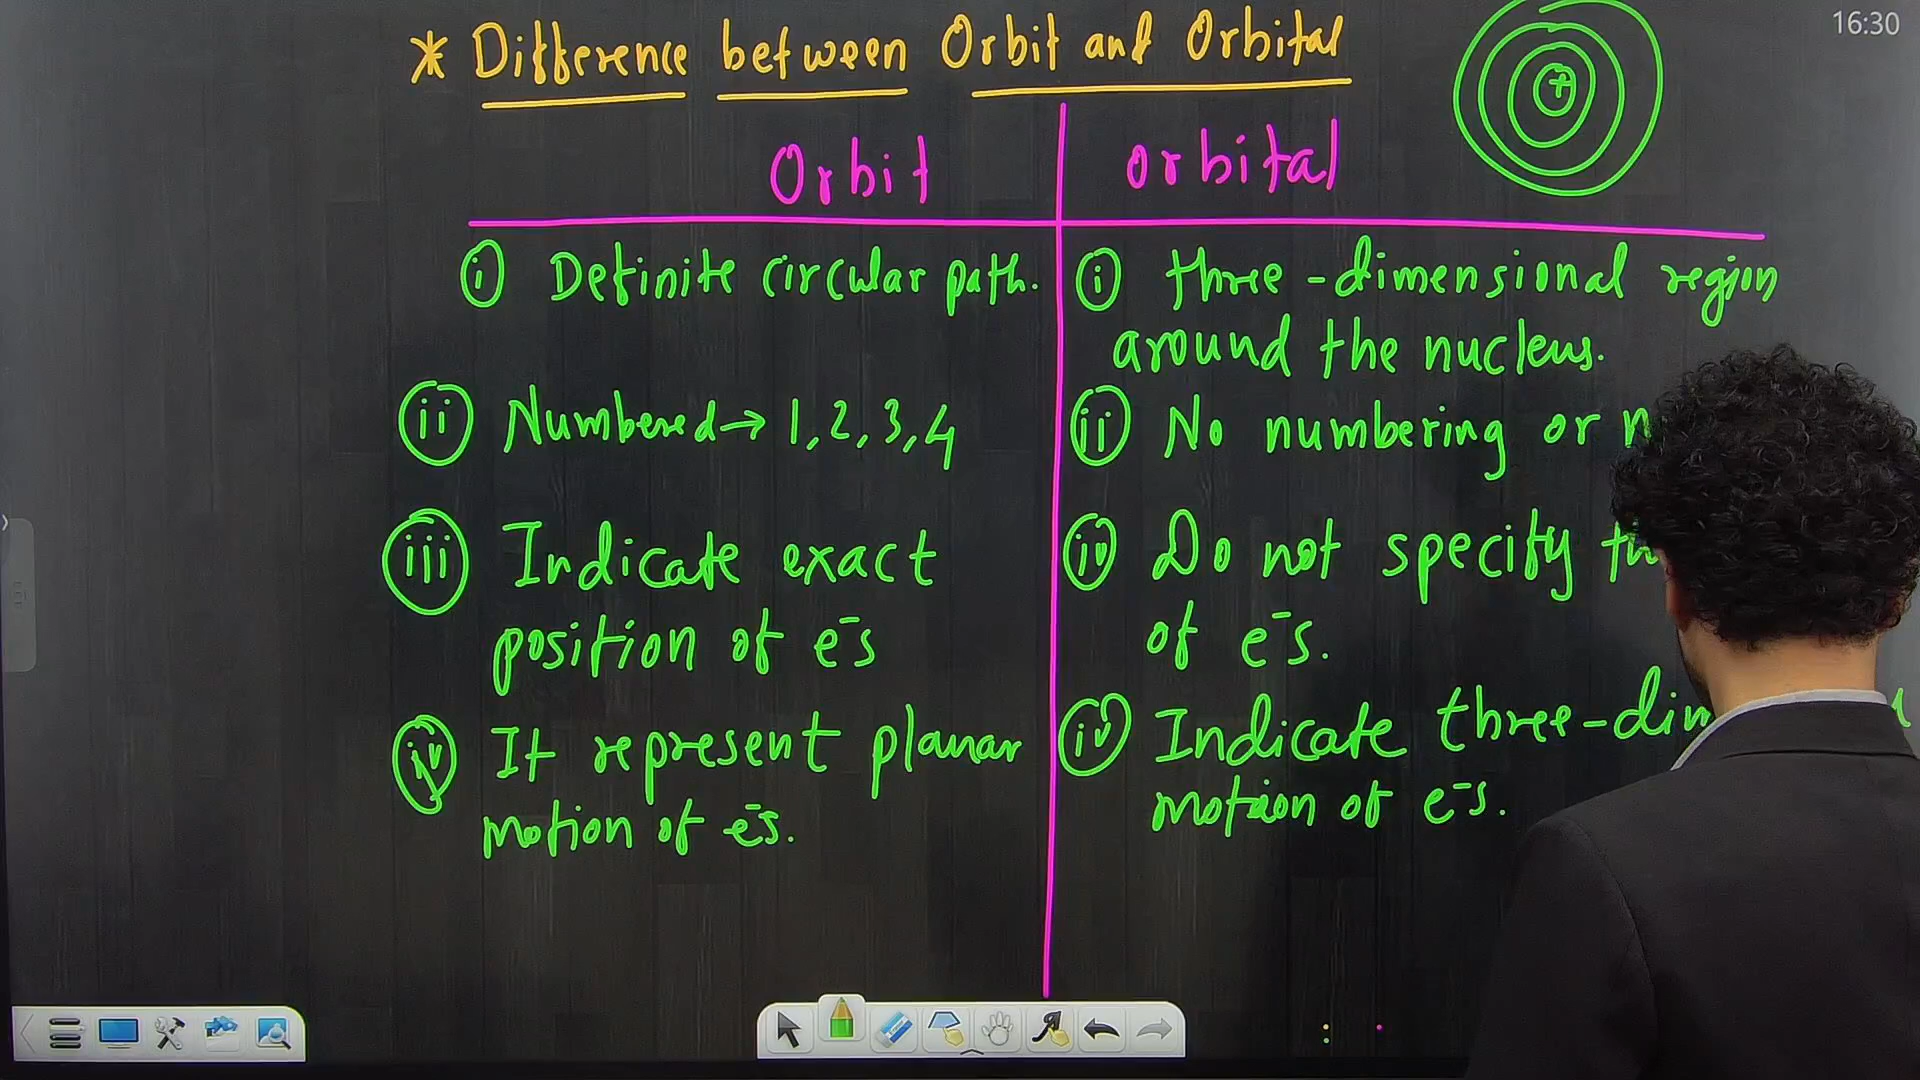 16:30
* Difference between Orbit and Orbital
Orbit
orbital
+
(i) Definite circular path.
(ii) Numbered → 1, 2, 3, 4
(iii) Indicate exact
position of e⁻s
(iv) It represent planar
motion of e⁻s.
(i) three-dimensional region
around the nucleus.
(ii) No numbering or
(iv) Do not specify
of e⁻s.
(iv) Indicate three-dim
motion of e⁻s.